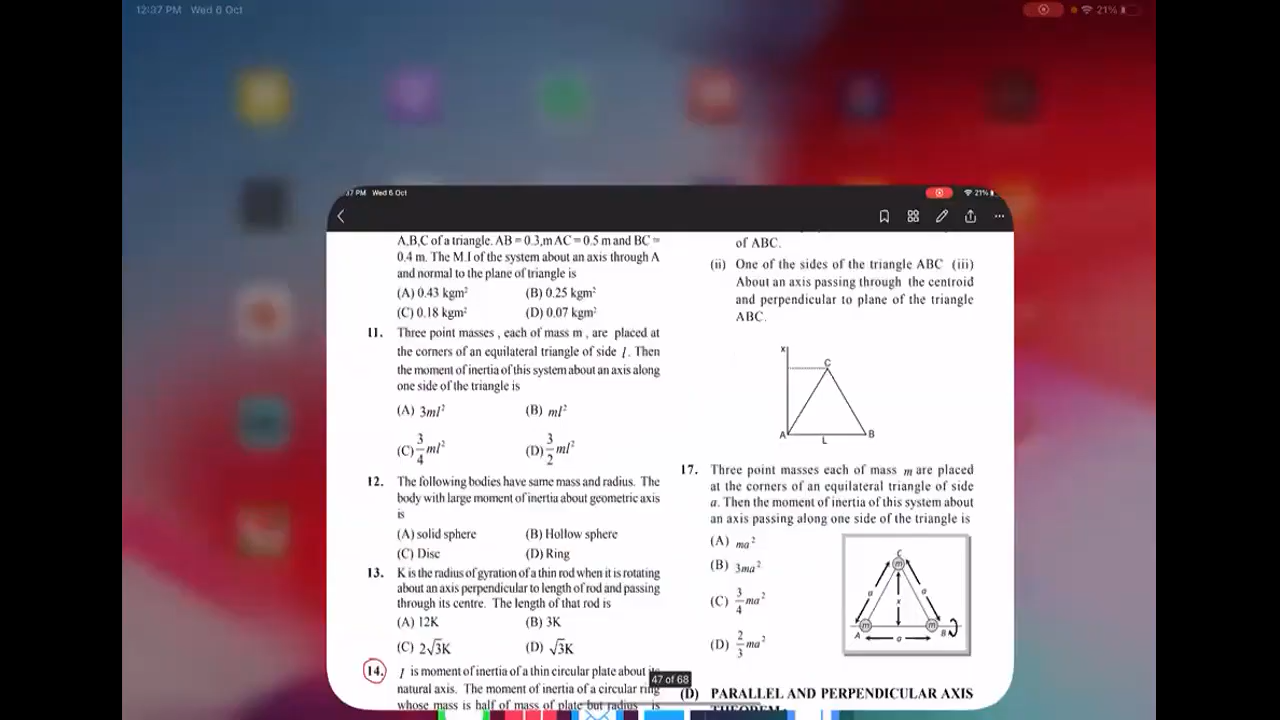 12:37 PM Wed 6 Oct
21%
37 PM Wed 6 Oct
21%
A,B,C of a triangle. AB = 0.3,m AC = 0.5 m and BC =
0.4 m. The M.I of the system about an axis through A
and normal to the plane of triangle is
(A) 0.43 kgm² (B) 0.25 kgm²
(C) 0.18 kgm² (D) 0.07 kgm²
11. Three point masses , each of mass m , are placed at
the corners of an equilateral triangle of side l . Then
the moment of inertia of this system about an axis along
one side of the triangle is
(A) 3ml² (B) ml²
(C) 3/4 ml² (D) 3/2 ml²
12. The following bodies have same mass and radius. The
body with large moment of inertia about geometric axis
is
(A) solid sphere (B) Hollow sphere
(C) Disc (D) Ring
13. K is the radius of gyration of a thin rod when it is rotating
about an axis perpendicular to length of rod and passing
through its centre. The length of that rod is
(A) 12K (B) 3K
(C) 2√3K (D) √3K
14. I is moment of inertia of a thin circular plate about its
natural axis. The moment of inertia of a circular ring
whose mass is half of mass of plate but radius is
47 of 68
of ABC.
(ii) One of the sides of the triangle ABC (iii)
About an axis passing through the centroid
and perpendicular to plane of the triangle
ABC.
x
C
A B
L
17. Three point masses each of mass m are placed
at the corners of an equilateral triangle of side
a. Then the moment of inertia of this system about
an axis passing along one side of the triangle is
(A) ma²
(B) 3ma²
(C) 3/4 ma²
(D) 2/3 ma²
C
m
a a
x
m m
A B
a
(D) PARALLEL AND PERPENDICULAR AXIS
THEOREM